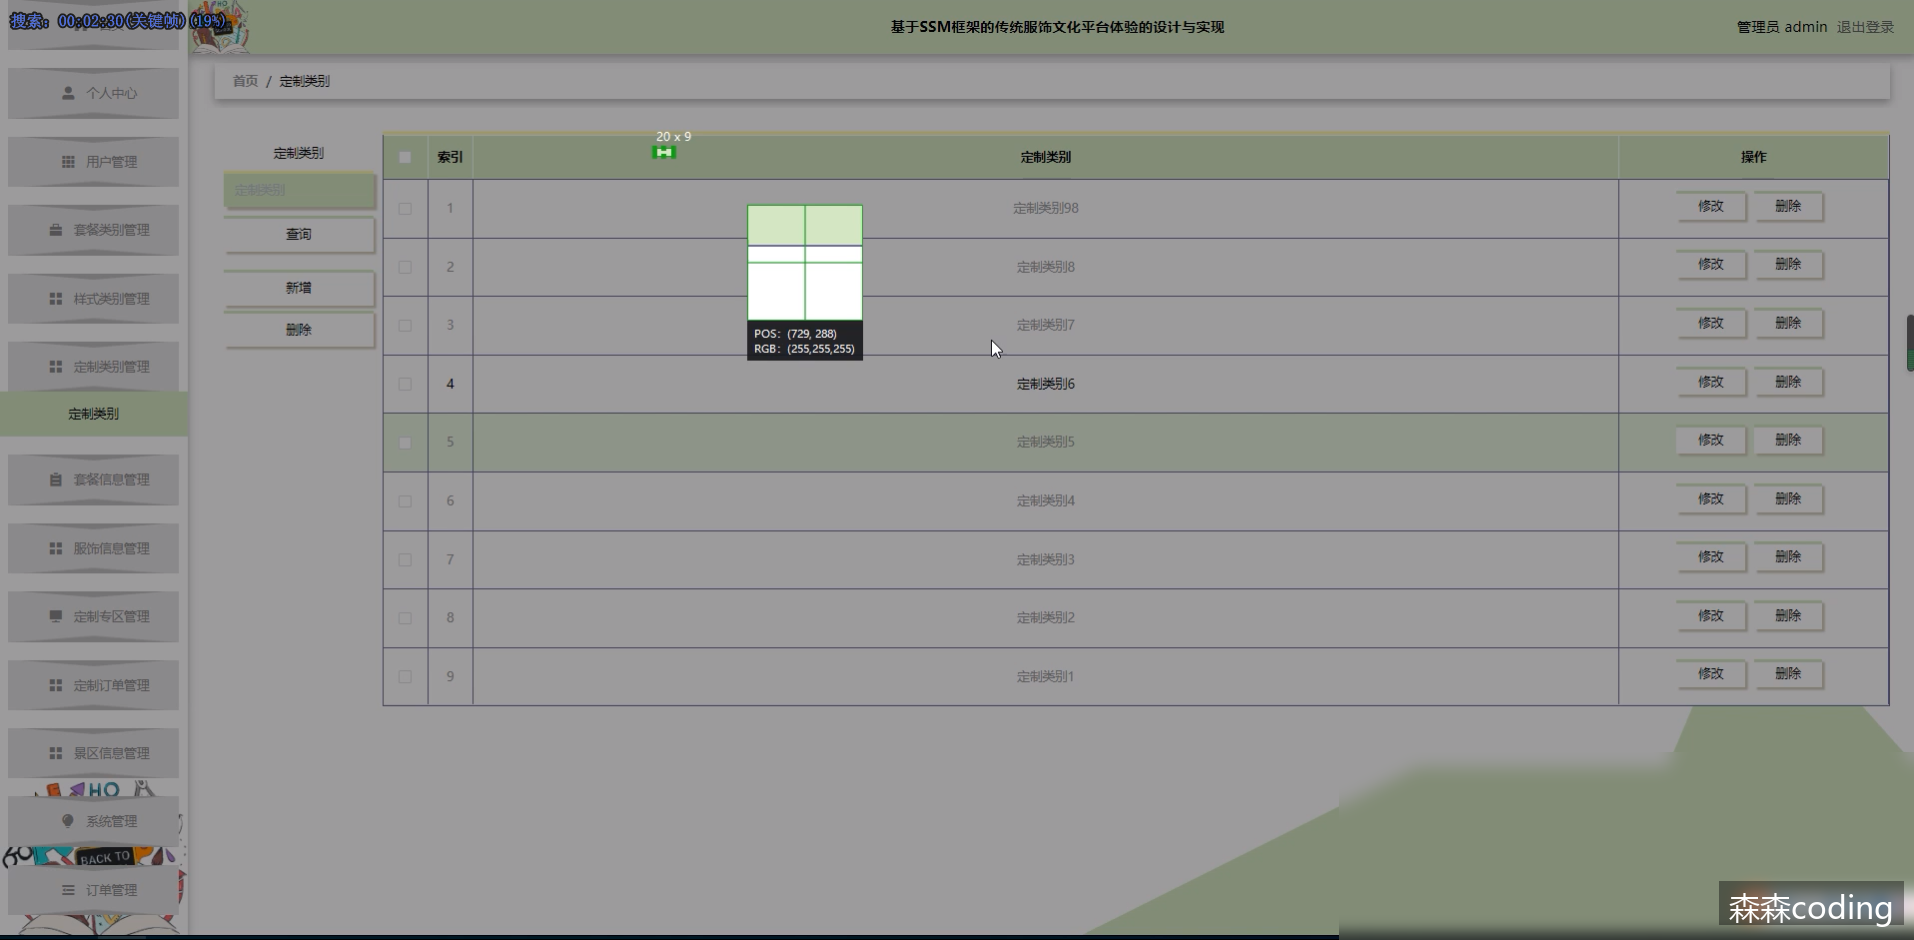 搜索: 00:02:30(关键帧)(19%)
基于SSM框架的传统服饰文化平台体验的设计与实现
管理员 admin 退出登录
首页 / 定制类别
个人中心
用户管理
套餐类别管理
样式类别管理
定制类别管理
定制类别
套餐信息管理
服饰信息管理
定制专区管理
定制订单管理
景区信息管理
HO
系统管理
BACK TO
订单管理
定制类别
定制类别
查询
新增
删除
20 x 9
索引 定制类别 操作
1 定制类别98 修改 删除
2 定制类别8 修改 删除
3 定制类别7 修改 删除
4 定制类别6 修改 删除
5 定制类别5 修改 删除
6 定制类别4 修改 删除
7 定制类别3 修改 删除
8 定制类别2 修改 删除
9 定制类别1 修改 删除
POS: (729, 288)
RGB: (255,255,255)
森森coding